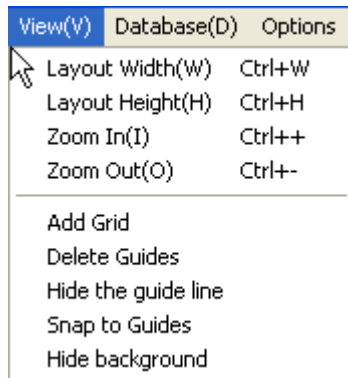 View(V) Database(D) Options
Layout Width(W) Ctrl+W
Layout Height(H) Ctrl+H
Zoom In(I) Ctrl++
Zoom Out(O) Ctrl+-
Add Grid
Delete Guides
Hide the guide line
Snap to Guides
Hide background